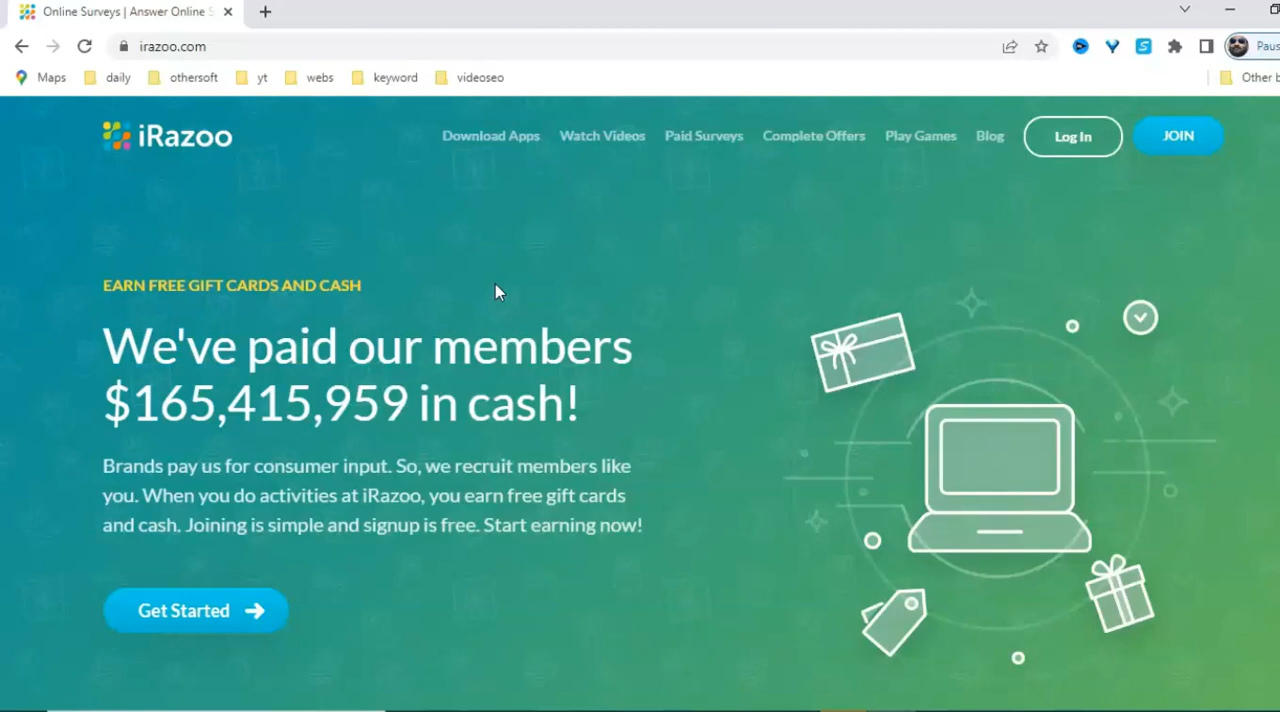 Online Surveys | Answer Online S
irazoo.com
Paus
Maps daily othersoft yt webs keyword videoseo Other b
iRazoo Download Apps Watch Videos Paid Surveys Complete Offers Play Games Blog Log In JOIN
EARN FREE GIFT CARDS AND CASH
We've paid our members
$165,415,959 in cash!
Brands pay us for consumer input. So, we recruit members like
you. When you do activities at iRazoo, you earn free gift cards
and cash. Joining is simple and signup is free. Start earning now!
Get Started